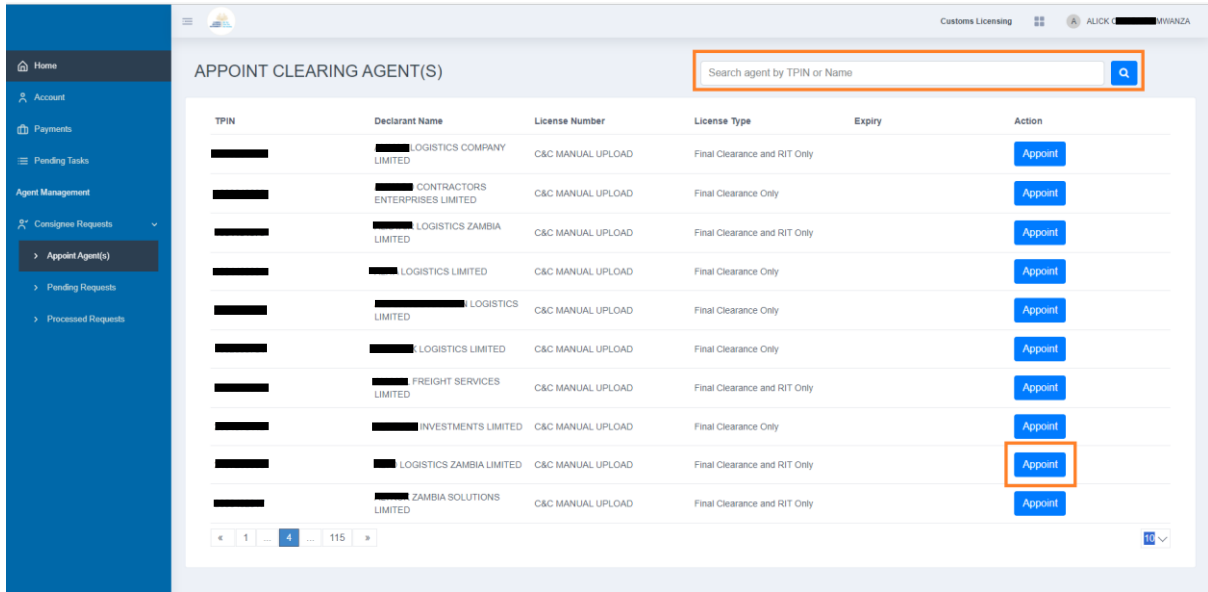 Customs Licensing
A ALICK MWANZA
Home
Account
Payments
Pending Tasks
Agent Management
Consignee Requests
Appoint Agent(s)
Pending Requests
Processed Requests
APPOINT CLEARING AGENT(S)
Search agent by TPIN or Name
TPIN Declarant Name License Number License Type Expiry Action
LOGISTICS COMPANY
LIMITED C&C MANUAL UPLOAD Final Clearance and RIT Only Appoint
CONTRACTORS
ENTERPRISES LIMITED C&C MANUAL UPLOAD Final Clearance Only Appoint
LOGISTICS ZAMBIA
LIMITED C&C MANUAL UPLOAD Final Clearance and RIT Only Appoint
LOGISTICS LIMITED C&C MANUAL UPLOAD Final Clearance Only Appoint
LOGISTICS
LIMITED C&C MANUAL UPLOAD Final Clearance Only Appoint
LOGISTICS LIMITED C&C MANUAL UPLOAD Final Clearance Only Appoint
FREIGHT SERVICES
LIMITED C&C MANUAL UPLOAD Final Clearance and RIT Only Appoint
INVESTMENTS LIMITED C&C MANUAL UPLOAD Final Clearance Only Appoint
LOGISTICS ZAMBIA LIMITED C&C MANUAL UPLOAD Final Clearance and RIT Only Appoint
ZAMBIA SOLUTIONS
LIMITED C&C MANUAL UPLOAD Final Clearance and RIT Only Appoint
« 1 ... 4 ... 115 » 10